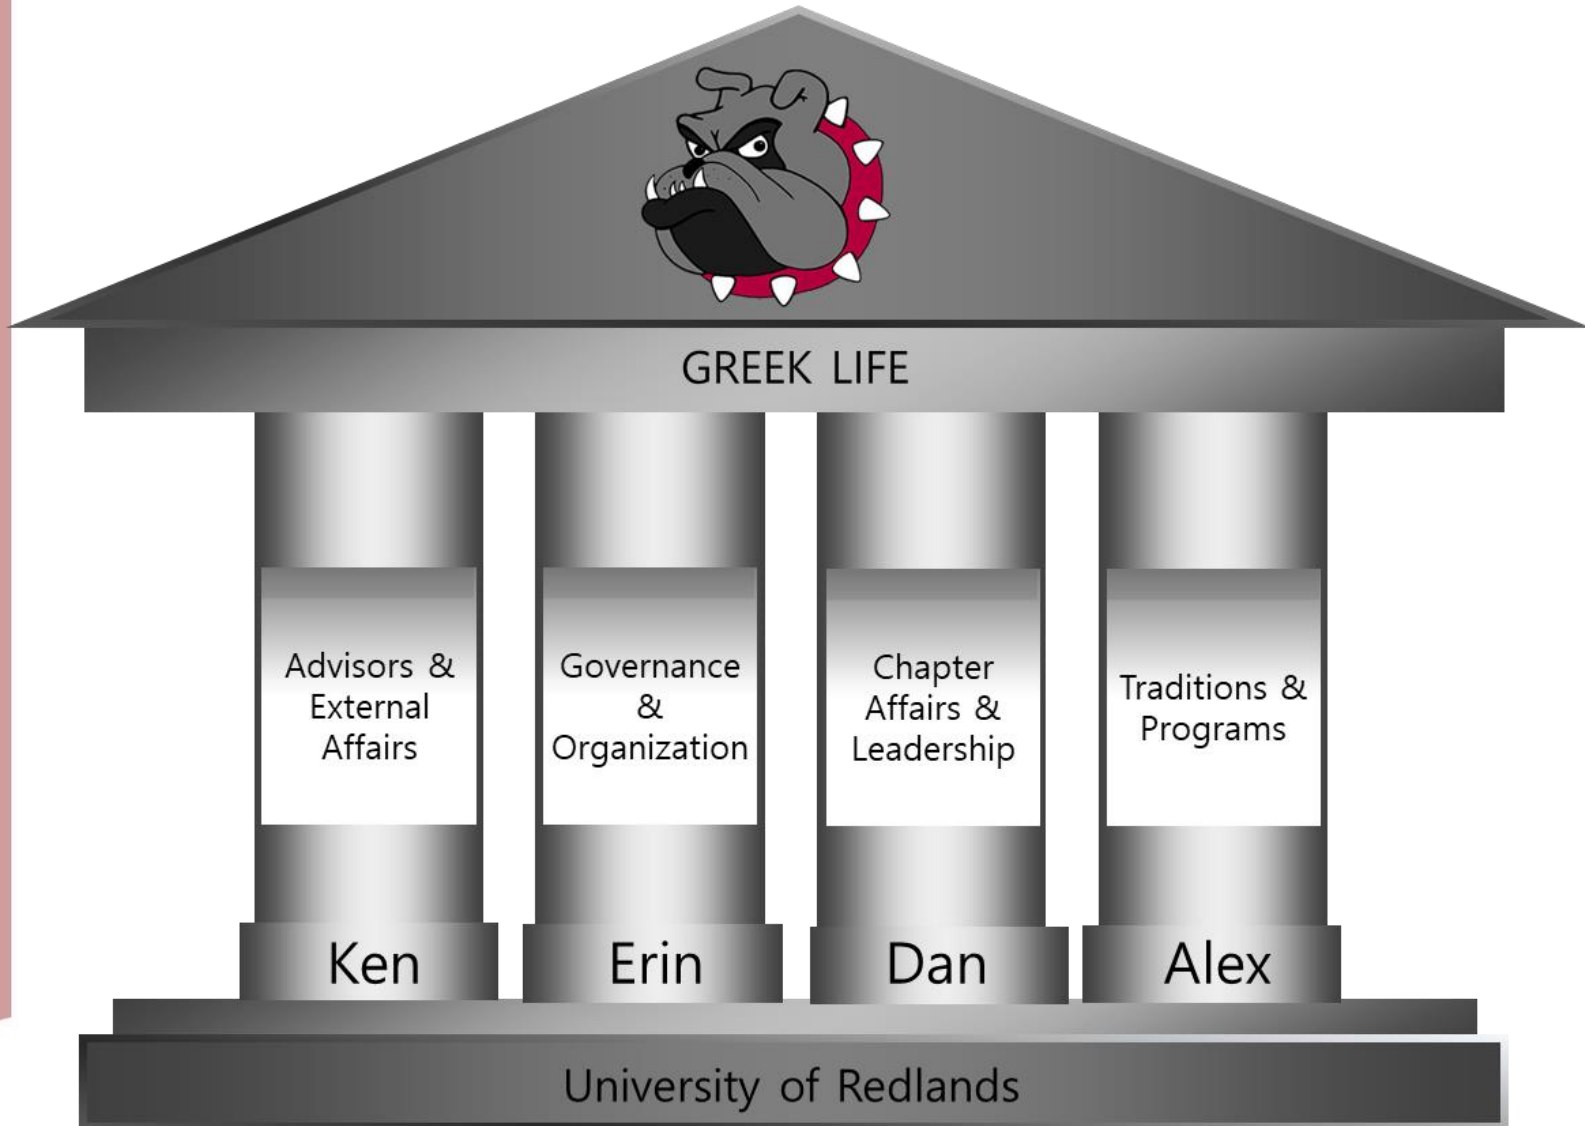 GREEK LIFE
Advisors &
External
Affairs
Governance
&
Organization
Chapter
Affairs &
Leadership
Traditions &
Programs
Ken
Erin
Dan
Alex
University of Redlands